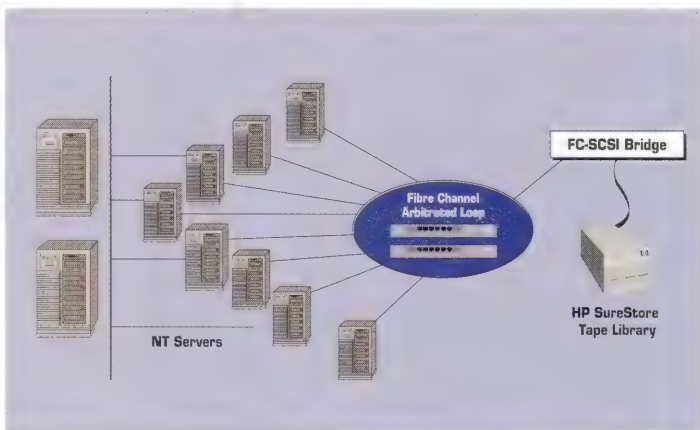 FC-SCSI Bridge
Fibre Channel
Arbitrated Loop
HP SureStore
Tape Library
NT Servers